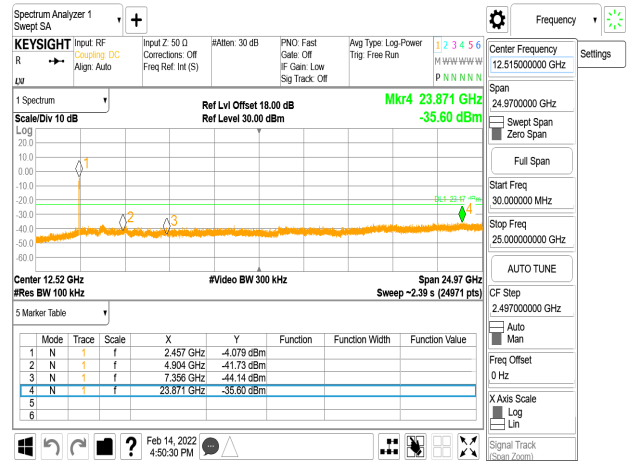 Spectrum Analyzer 1
Swept SA
Frequency
KEYSIGHT
R
Input: RF
Coupling: DC
Align: Auto
Input Z: 50 Ω
Corrections: Off
Freq Ref: Int (S)
#Atten: 30 dB
PNO: Fast
Gate: Off
IF Gain: Low
Sig Track: Off
Avg Type: Log-Power
Trig: Free Run
1 2 3 4 5 6
M W W W W W
P N N N N N
1 Spectrum
Scale/Div 10 dB
Ref Lvl Offset 18.00 dB
Ref Level 30.00 dBm
Mkr4 23.871 GHz
-35.60 dBm
Log
20.0
10.0
0.00
-10.0
-20.0
-30.0
-40.0
-50.0
-60.0
1
2
3
4
Center 12.52 GHz
#Res BW 100 kHz
#Video BW 300 kHz
Span 24.97 GHz
Sweep ~2.39 s (24971 pts)
5 Marker Table
Mode Trace Scale X Y Function Function Width Function Value
1 N 1 f 2.457 GHz -4.079 dBm
2 N 1 f 4.904 GHz -41.73 dBm
3 N 1 f 7.356 GHz -44.14 dBm
4 N 1 f 23.871 GHz -35.60 dBm
5
6
Feb 14, 2022
4:50:30 PM
Center Frequency
12.515000000 GHz
Settings
Span
24.9700000 GHz
Swept Span
Zero Span
Full Span
Start Freq
30.000000 MHz
Stop Freq
25.000000000 GHz
AUTO TUNE
CF Step
2.497000000 GHz
Auto
Man
Freq Offset
0 Hz
X Axis Scale
Log
Lin
Signal Track
(Span Zoom)